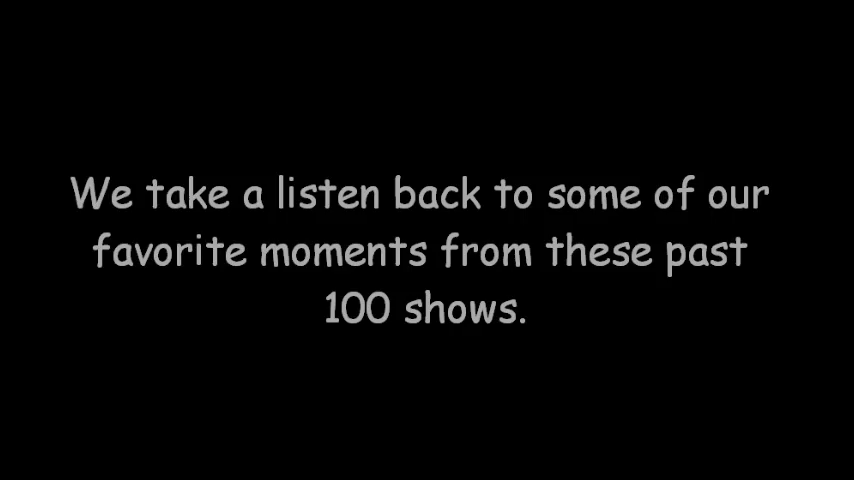 We take a listen back to some of our
favorite moments from these past
100 shows.